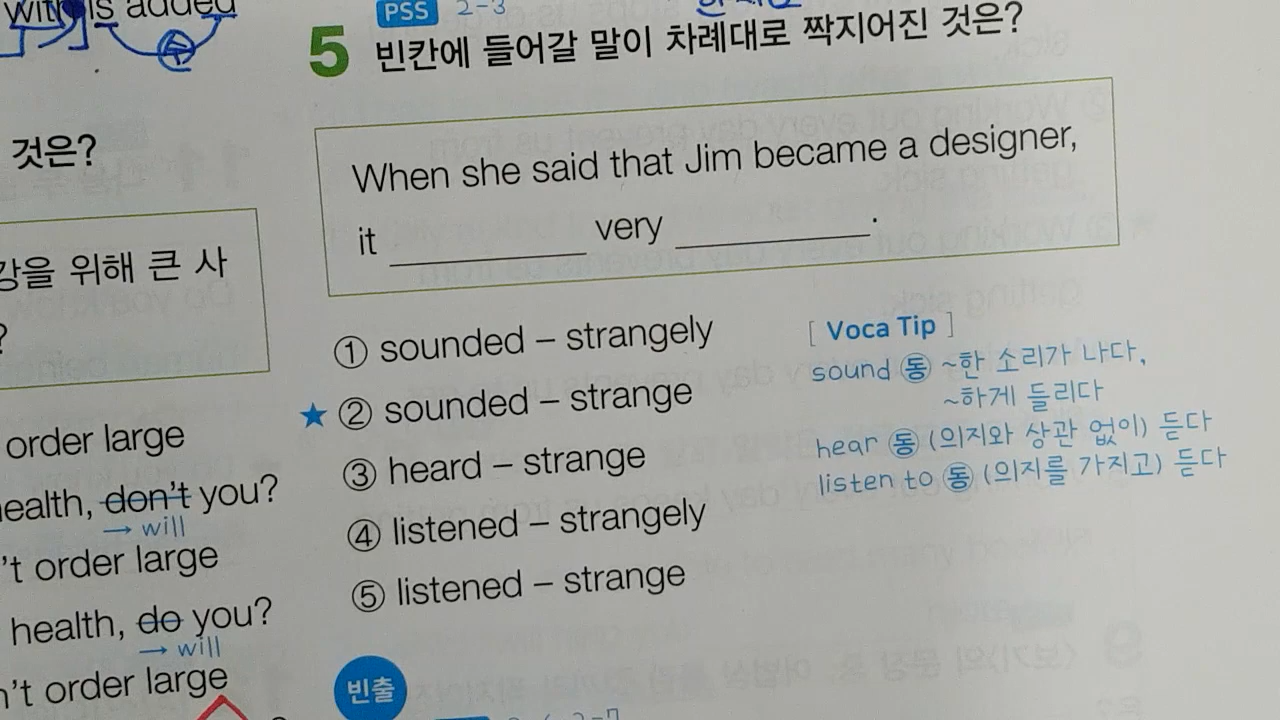 with is added
수
것은?
강을 위해 큰 사
?
order large
health, don't you?
→ will
't order large
health, do you?
→ will
n't order large
PSS 2-3
5 빈칸에 들어갈 말이 차례대로 짝지어진 것은?
When she said that Jim became a designer,
it ________ very ________.
① sounded – strangely
★ ② sounded – strange
③ heard – strange
④ listened – strangely
⑤ listened – strange
[ Voca Tip ]
sound 동 ~한 소리가 나다,
~하게 들리다
hear 동 (의지와 상관 없이) 듣다
listen to 동 (의지를 가지고) 듣다
빈출